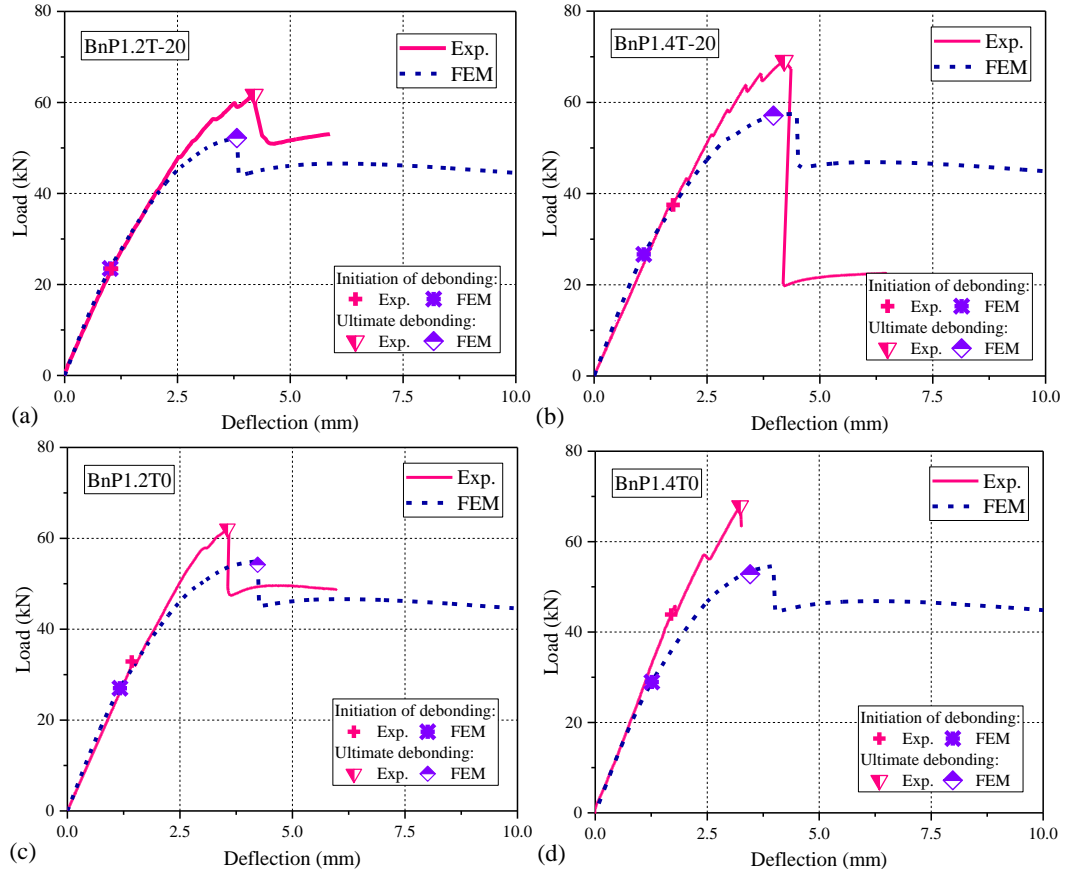 80
BnP1.2T-20
Exp.
FEM
60
Load (kN)
40
20
Initiation of debonding:
Exp. FEM
Ultimate debonding:
Exp. FEM
0
0.0 2.5 5.0 7.5 10.0
(a)
Deflection (mm)
80
BnP1.4T-20
Exp.
FEM
60
Load (kN)
40
20
Initiation of debonding:
Exp. FEM
Ultimate debonding:
Exp. FEM
0
0.0 2.5 5.0 7.5 10.0
(b)
Deflection (mm)
80
BnP1.2T0
Exp.
FEM
60
Load (kN)
40
20
Initiation of debonding:
Exp. FEM
Ultimate debonding:
Exp. FEM
0
0.0 2.5 5.0 7.5 10.0
(c)
Deflection (mm)
80
BnP1.4T0
Exp.
FEM
60
Load (kN)
40
20
Initiation of debonding:
Exp. FEM
Ultimate debonding:
Exp. FEM
0
0.0 2.5 5.0 7.5 10.0
(d)
Deflection (mm)